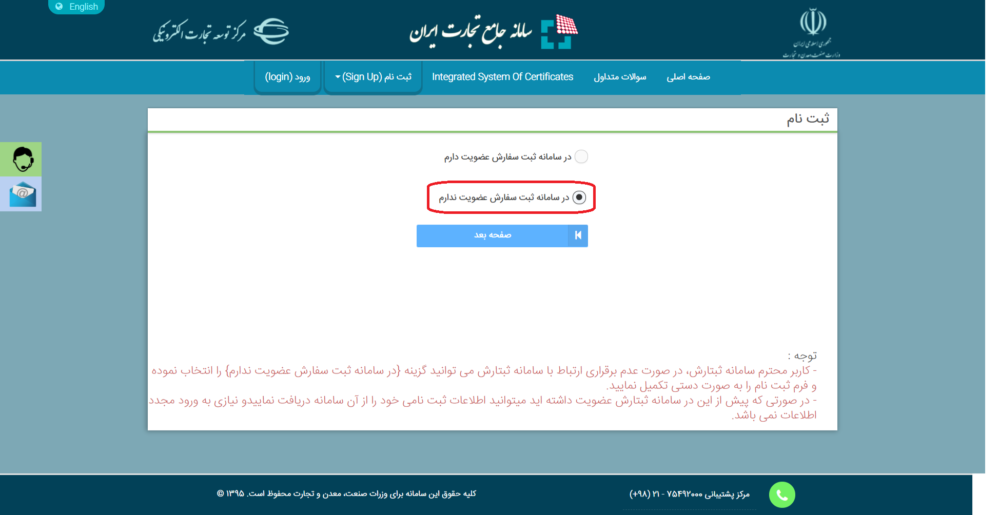 English
مرکز توسعه تجارت الکترونیکی
سامانه جامع تجارت ایران
جمهوری اسلامی ایران
وزارت صنعت، معدن و تجارت
صفحه اصلی
سوالات متداول
Integrated System Of Certificates
ثبت نام (Sign Up)
ورود (login)
ثبت نام
در سامانه ثبت سفارش عضویت دارم
در سامانه ثبت سفارش عضویت ندارم
صفحه بعد
توجه :
- کاربر محترم سامانه ثبتارش، در صورت عدم برقراری ارتباط با سامانه ثبتارش می توانید گزینه {در سامانه ثبت سفارش عضویت ندارم} را انتخاب نموده
و فرم ثبت نام را به صورت دستی تکمیل نمایید.
- در صورتی که پیش از این در سامانه ثبتارش عضویت داشته اید میتوانید اطلاعات ثبت نامی خود را از آن سامانه دریافت نماییدو نیازی به ورود مجدد
اطلاعات نمی باشد.
مرکز پشتیبانی ۷۵۴۹۲۰۰۰ - ۲۱ (۹۸+)
کلیه حقوق این سامانه برای وزرات صنعت، معدن و تجارت محفوظ است. ۱۳۹۵ ©